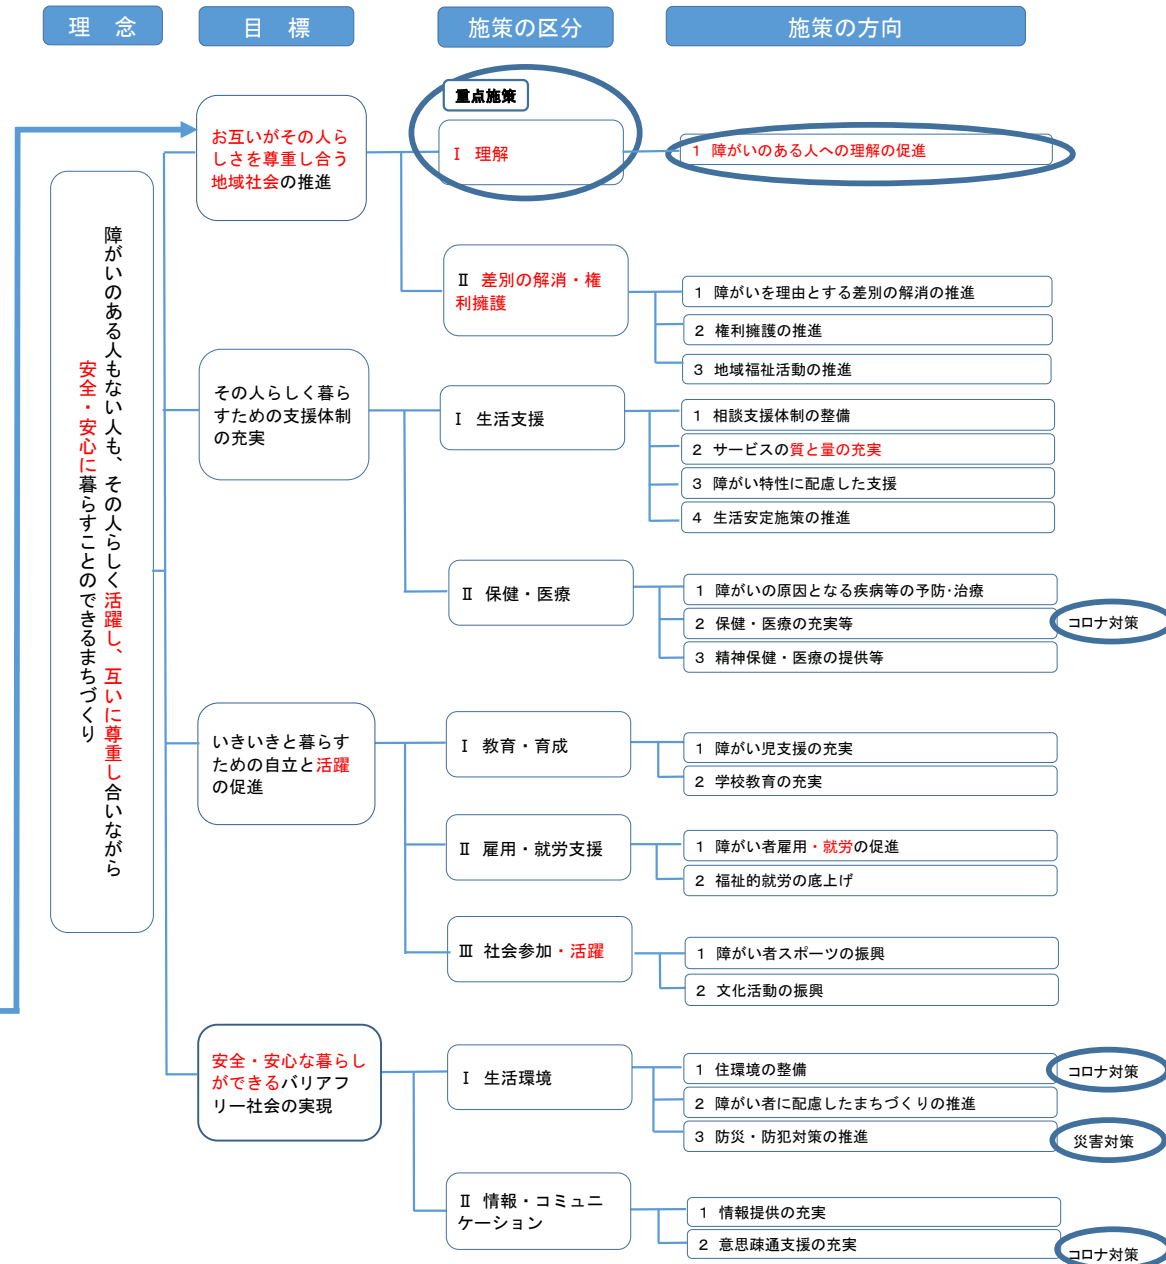 理　念
目　標
施策の区分
施策の方向
障がいのある人もない人も、その人らしく活躍し、互いに尊重し合いながら
安全・安心に暮らすことのできるまちづくり
お互いがその人ら
しさを尊重し合う
地域社会の推進
重点施策
Ⅰ 理解
1 障がいのある人への理解の促進
Ⅱ 差別の解消・権
利擁護
1 障がいを理由とする差別の解消の推進
2 権利擁護の推進
3 地域福祉活動の推進
その人らしく暮ら
すための支援体制
の充実
Ⅰ 生活支援
1 相談支援体制の整備
2 サービスの質と量の充実
3 障がい特性に配慮した支援
4 生活安定施策の推進
Ⅱ 保健・医療
1 障がいの原因となる疾病等の予防・治療
2 保健・医療の充実等
コロナ対策
3 精神保健・医療の提供等
いきいきと暮らす
ための自立と活躍
の促進
Ⅰ 教育・育成
1 障がい児支援の充実
2 学校教育の充実
Ⅱ 雇用・就労支援
1 障がい者雇用・就労の促進
2 福祉的就労の底上げ
Ⅲ 社会参加・活躍
1 障がい者スポーツの振興
2 文化活動の振興
安全・安心な暮らし
ができるバリアフ
リー社会の実現
Ⅰ 生活環境
1 住環境の整備
コロナ対策
2 障がい者に配慮したまちづくりの推進
3 防災・防犯対策の推進
災害対策
Ⅱ 情報・コミュニ
ケーション
1 情報提供の充実
2 意思疎通支援の充実
コロナ対策